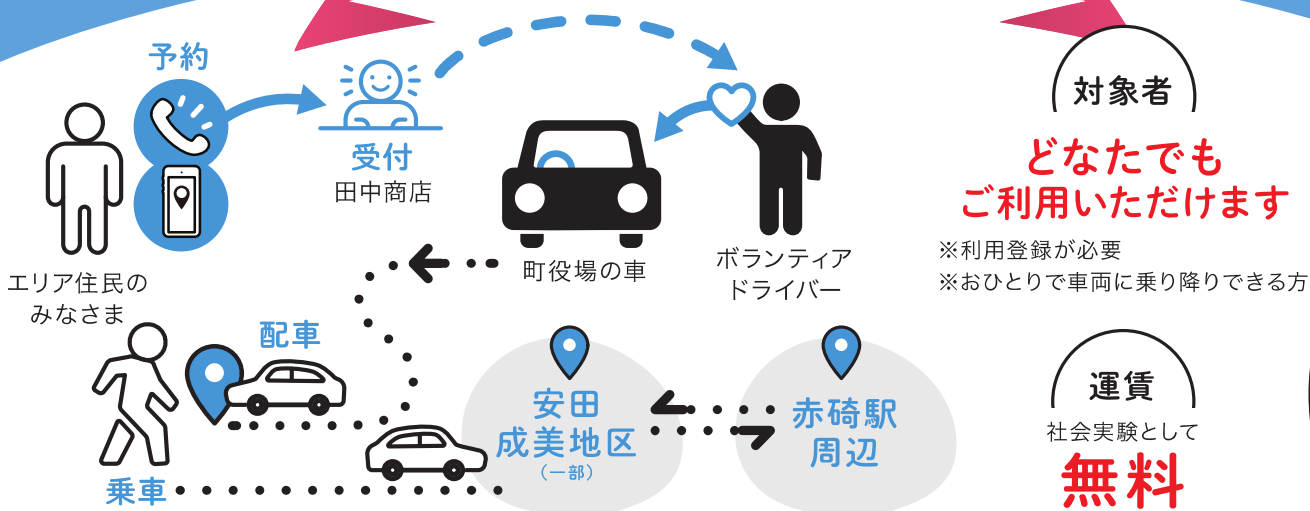 予約
受付
田中商店
エリア住民の
みなさま
町役場の車
ボランティア
ドライバー
配車
乗車
安田
成美地区
（一部）
赤碕駅
周辺
対象者
どなたでも
ご利用いただけます
※利用登録が必要
※おひとりで車両に乗り降りできる方
運賃
社会実験として
無料